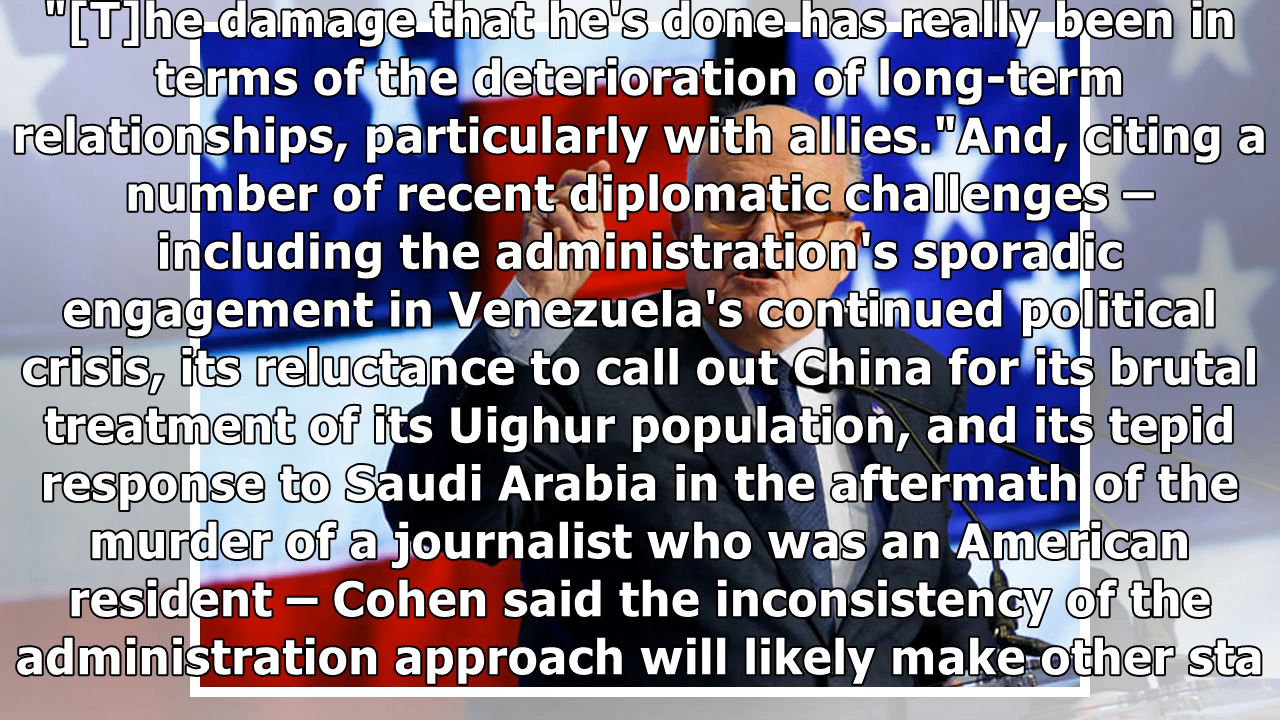 "[T]he damage that he's done has really been in
terms of the deterioration of long-term
relationships, particularly with allies."And, citing a
number of recent diplomatic challenges –
including the administration's sporadic
engagement in Venezuela's continued political
crisis, its reluctance to call out China for its brutal
treatment of its Uighur population, and its tepid
response to Saudi Arabia in the aftermath of the
murder of a journalist who was an American
resident – Cohen said the inconsistency of the
administration approach will likely make other sta